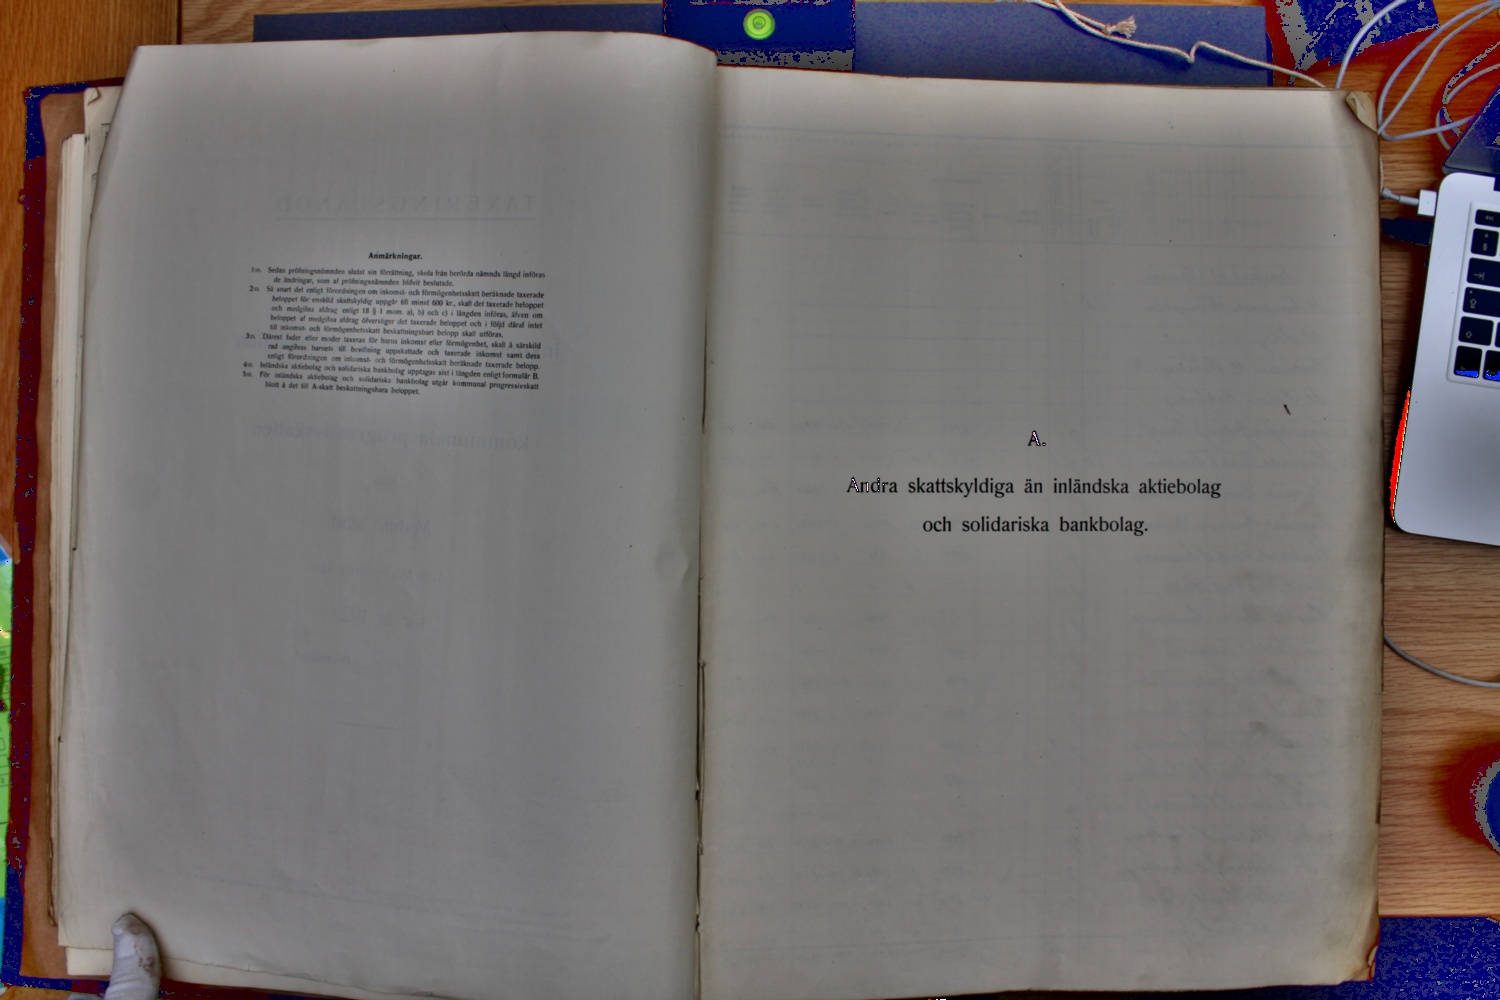 Anmärkningar.
1:o. Sedan pröfningsnämnden slutat sin förrättning, skola från berörda nämnds längd införas
de ändringar, som af pröfningsnämnden blifvit beslutade.
2:o. Så snart det enligt förordningen om inkomst- och förmögenhetsskatt beräknade taxerade
beloppet för enskild skattskyldig uppgår till minst 600 kr., skall det taxerade beloppet
och medgifna afdrag enligt 18 § 1 mom. a), b) och c) i längden införas, äfven om
beloppet af medgifna afdrag öfverstiger det taxerade beloppet och i följd däraf intet
till inkomst- och förmögenhetsskatt beskattningsbart belopp skall utföras.
3:o. Därest fader eller moder taxeras för barns inkomst eller förmögenhet, skall å särskild
rad angifvas barnets till bevillning uppskattade och taxerade inkomst samt dess
enligt förordningen om inkomst- och förmögenhetsskatt beräknade taxerade belopp.
4:o. Inländska aktiebolag och solidariska bankbolag upptagas sist i längden enligt formulär B.
5:o. För inländska aktiebolag och solidariska bankbolag utgår kommunal progressivskatt
blott å det till A-skatt beskattningsbara beloppet.
A.
Andra skattskyldiga än inländska aktiebolag
och solidariska bankbolag.